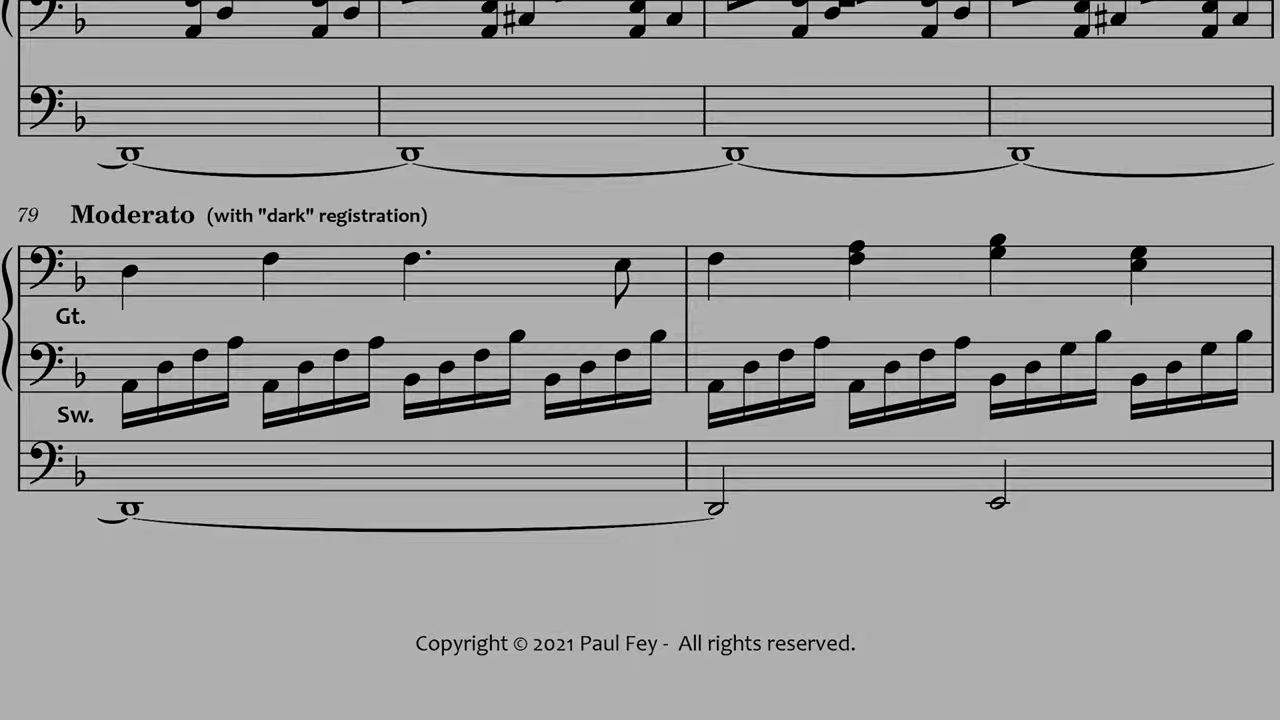 79 Moderato (with "dark" registration)
Gt.
Sw.
Copyright © 2021 Paul Fey - All rights reserved.